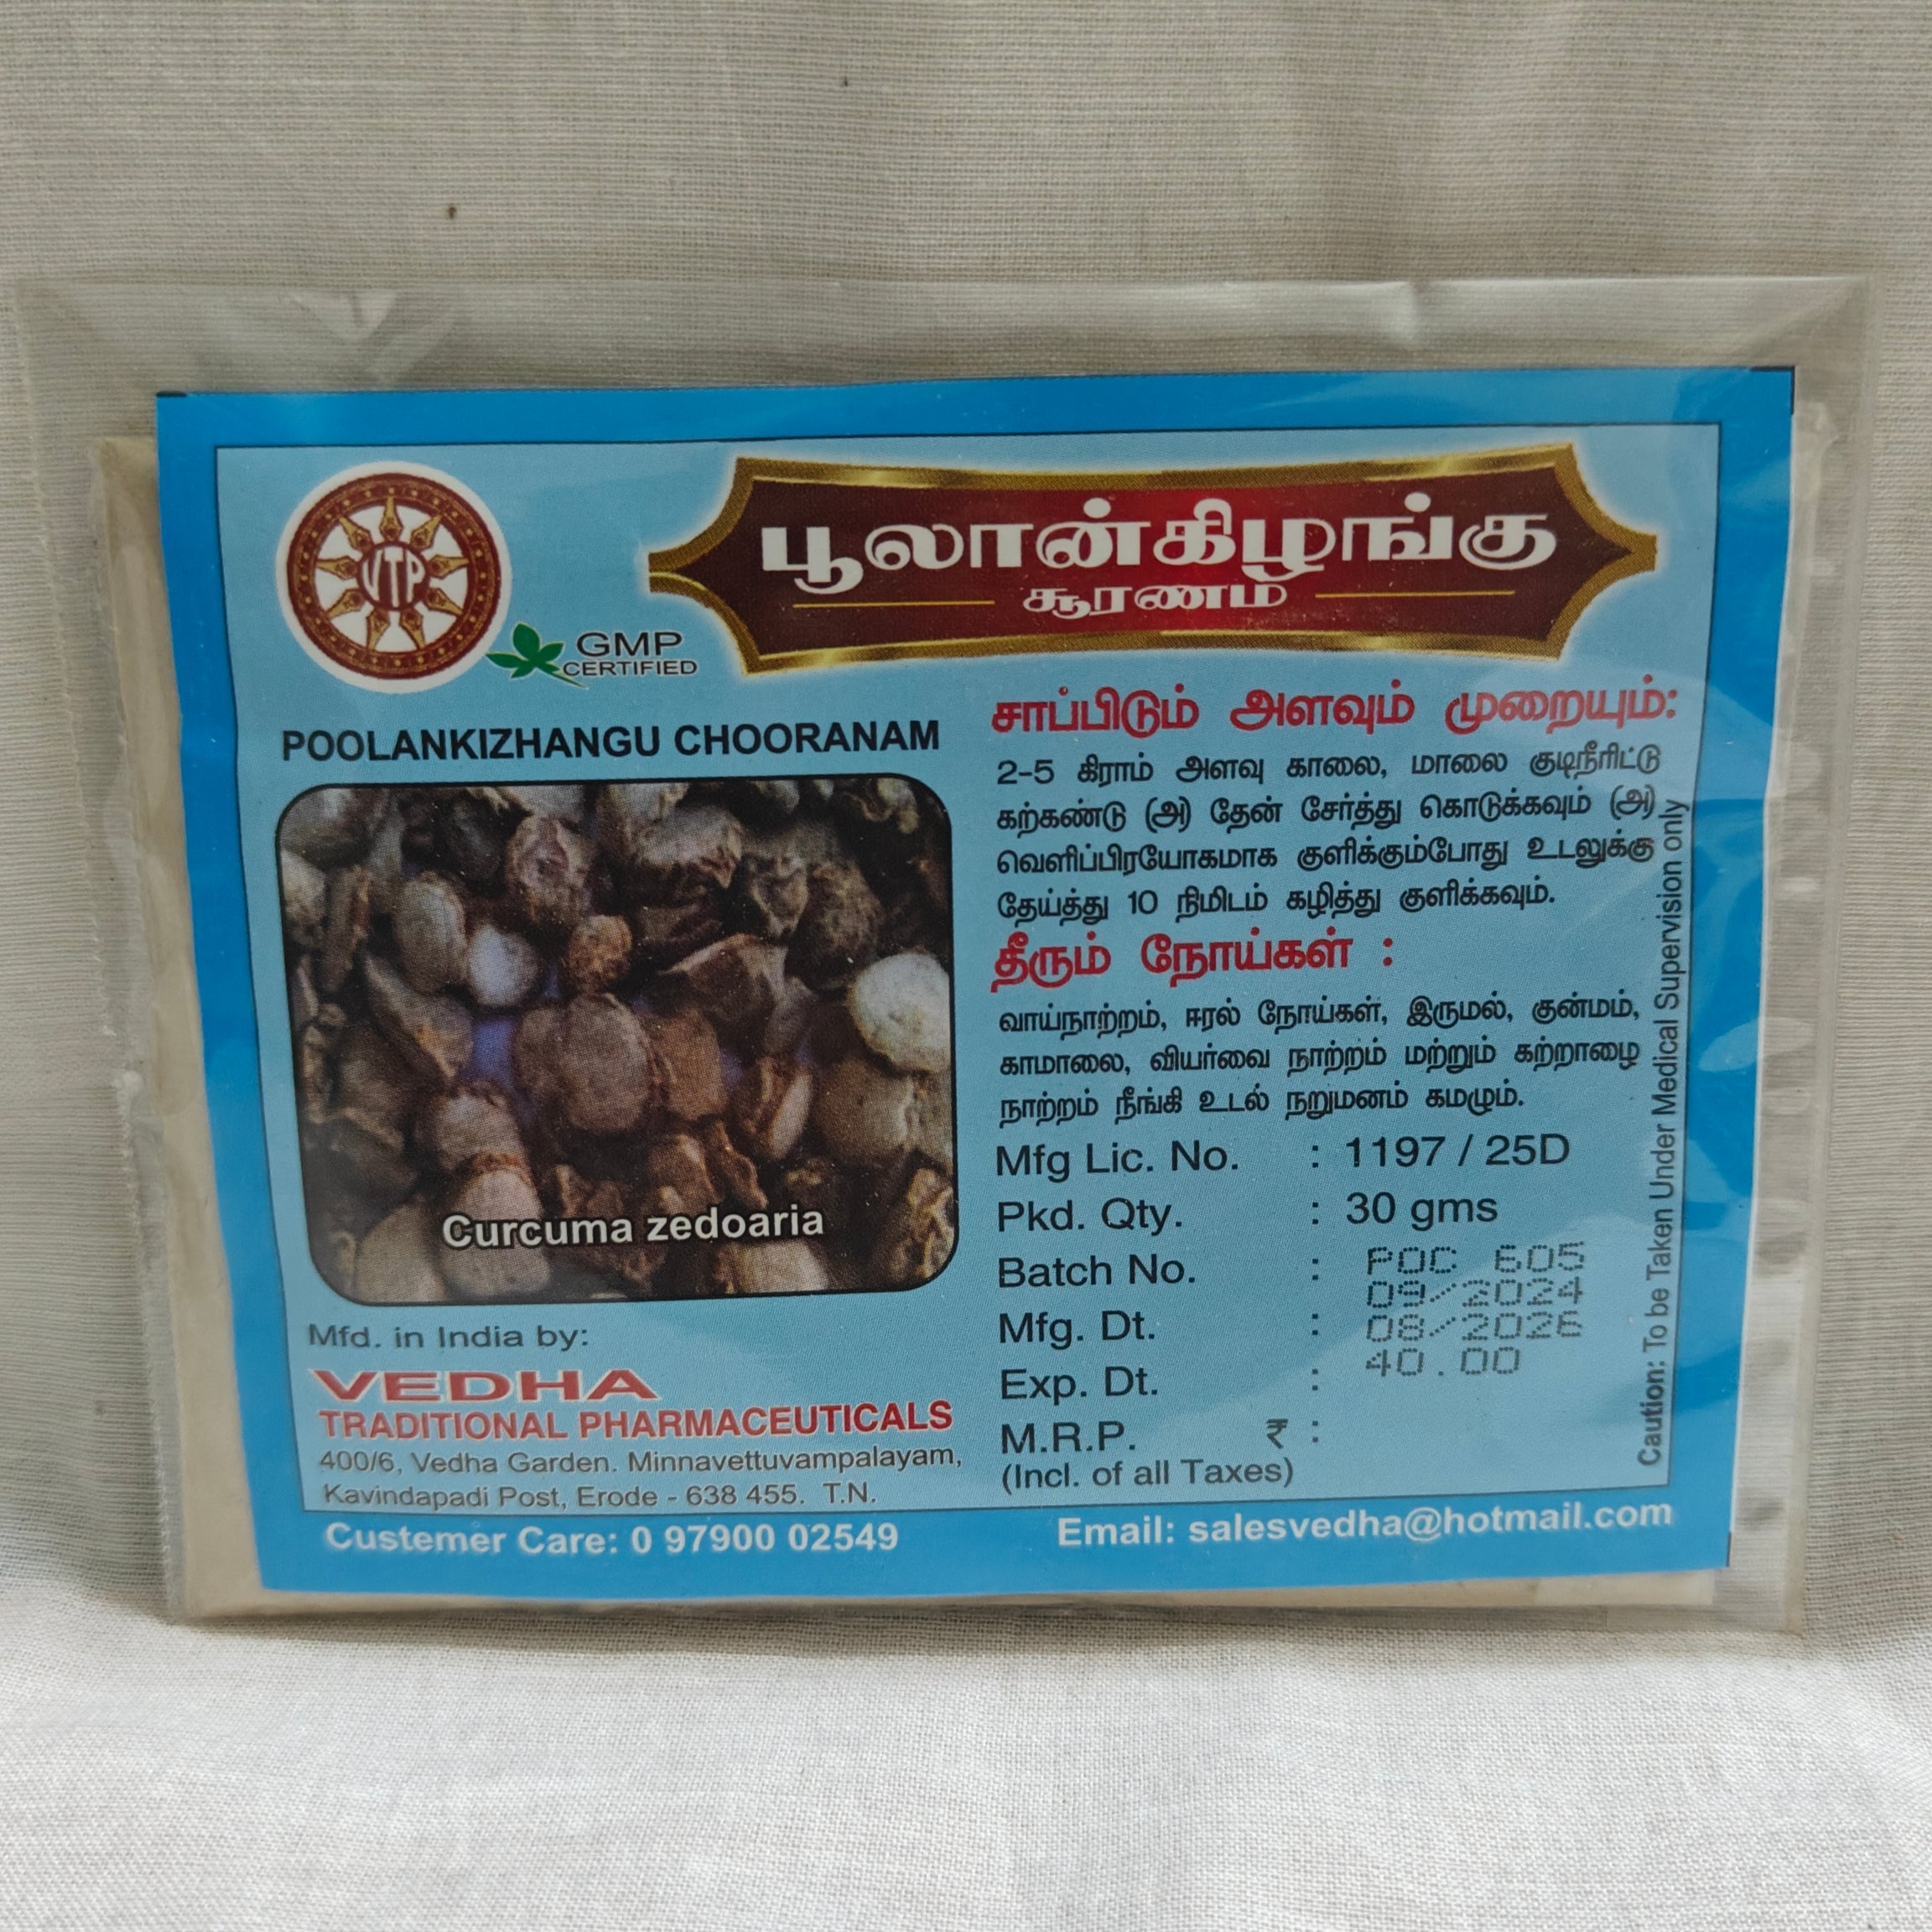 VTP
GMP
CERTIFIED
பூலான்கிழங்கு
சூரணம்
POOLANKIZHANGU CHOORANAM
Curcuma zedoaria
Mfd. in India by:
VEDHA
TRADITIONAL PHARMACEUTICALS
400/6, Vedha Garden. Minnavettuvampalayam,
Kavindapadi Post, Erode - 638 455. T.N.
சாப்பிடும் அளவும் முறையும்:
2-5 கிராம் அளவு காலை, மாலை குடிநீரிட்டு
கற்கண்டு (அ) தேன் சேர்த்து கொடுக்கவும் (அ)
வெளிப்பிரயோகமாக குளிக்கும்போது உடலுக்கு
தேய்த்து 10 நிமிடம் கழித்து குளிக்கவும்.
தீரும் நோய்கள் :
வாய்நாற்றம், ஈரல் நோய்கள், இருமல், குன்மம்,
காமாலை, வியர்வை நாற்றம் மற்றும் கற்றாழை
நாற்றம் நீங்கி உடல் நறுமனம் கமழும்.
Mfg Lic. No. : 1197 / 25D
Pkd. Qty. : 30 gms
Batch No. : POC 605
Mfg. Dt. : 09/2024
Exp. Dt. : 08/2026
M.R.P. ₹ : 40.00
(Incl. of all Taxes)
Caution: To be Taken Under Medical Supervision only
Custemer Care: 0 97900 02549
Email: salesvedha@hotmail.com